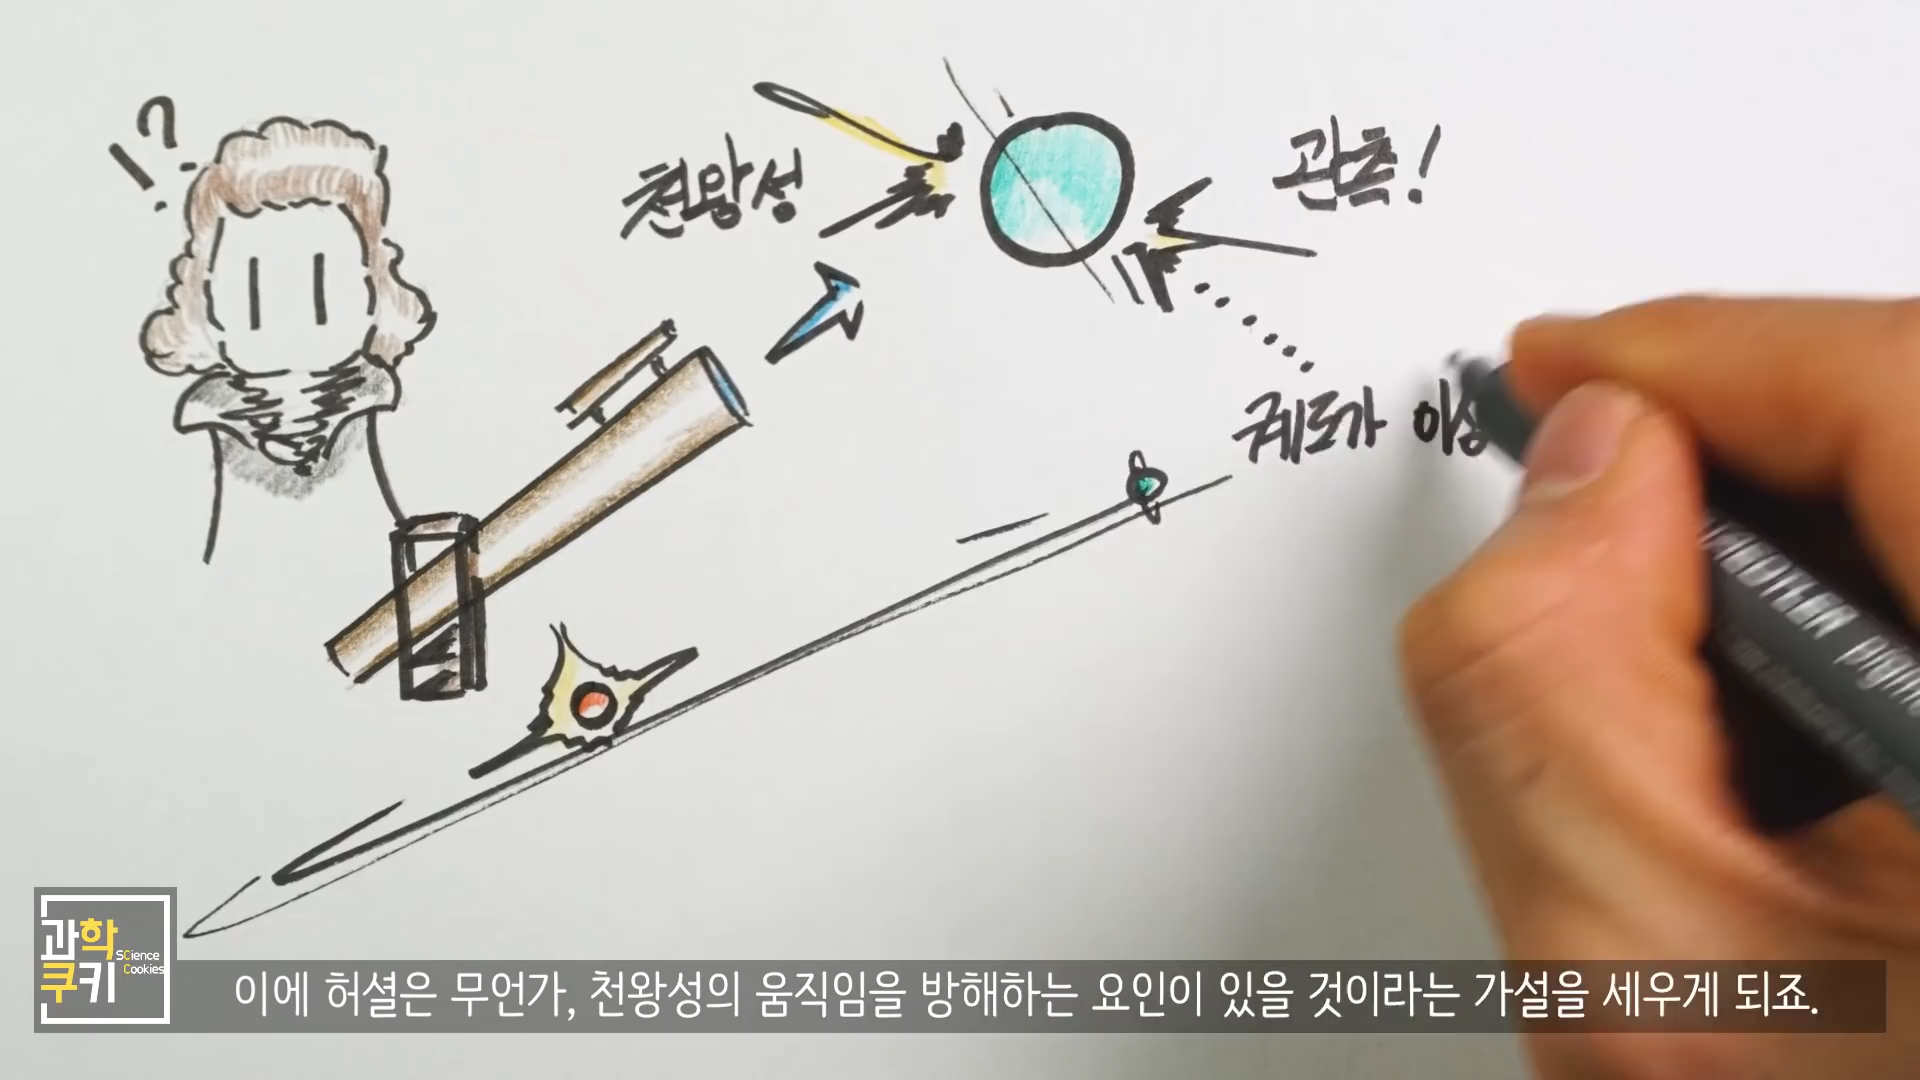 !?
천왕성
관측!
궤도가 이상
과학
쿠키
Science
Cookies
이에 허셜은 무언가, 천왕성의 움직임을 방해하는 요인이 있을 것이라는 가설을 세우게 되죠.